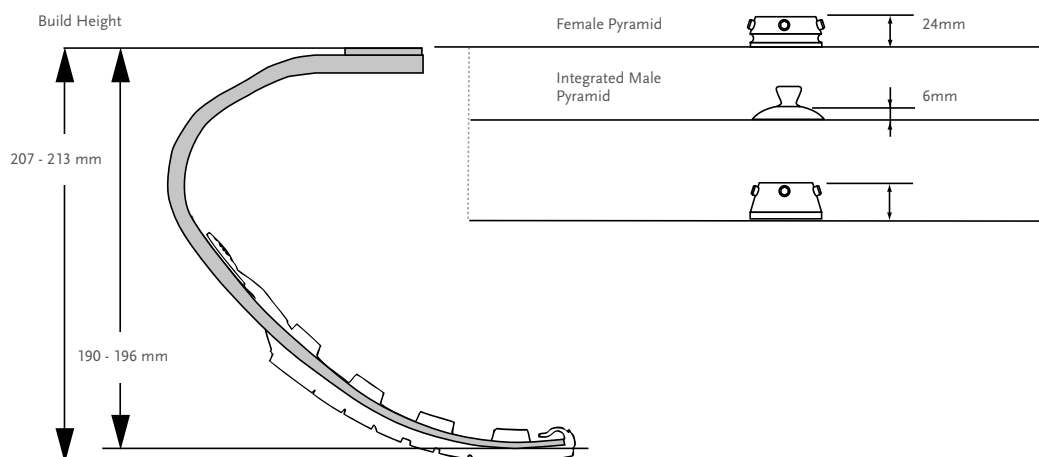 Build Height
Female Pyramid
24mm
Integrated Male
Pyramid
6mm
207 - 213 mm
190 - 196 mm